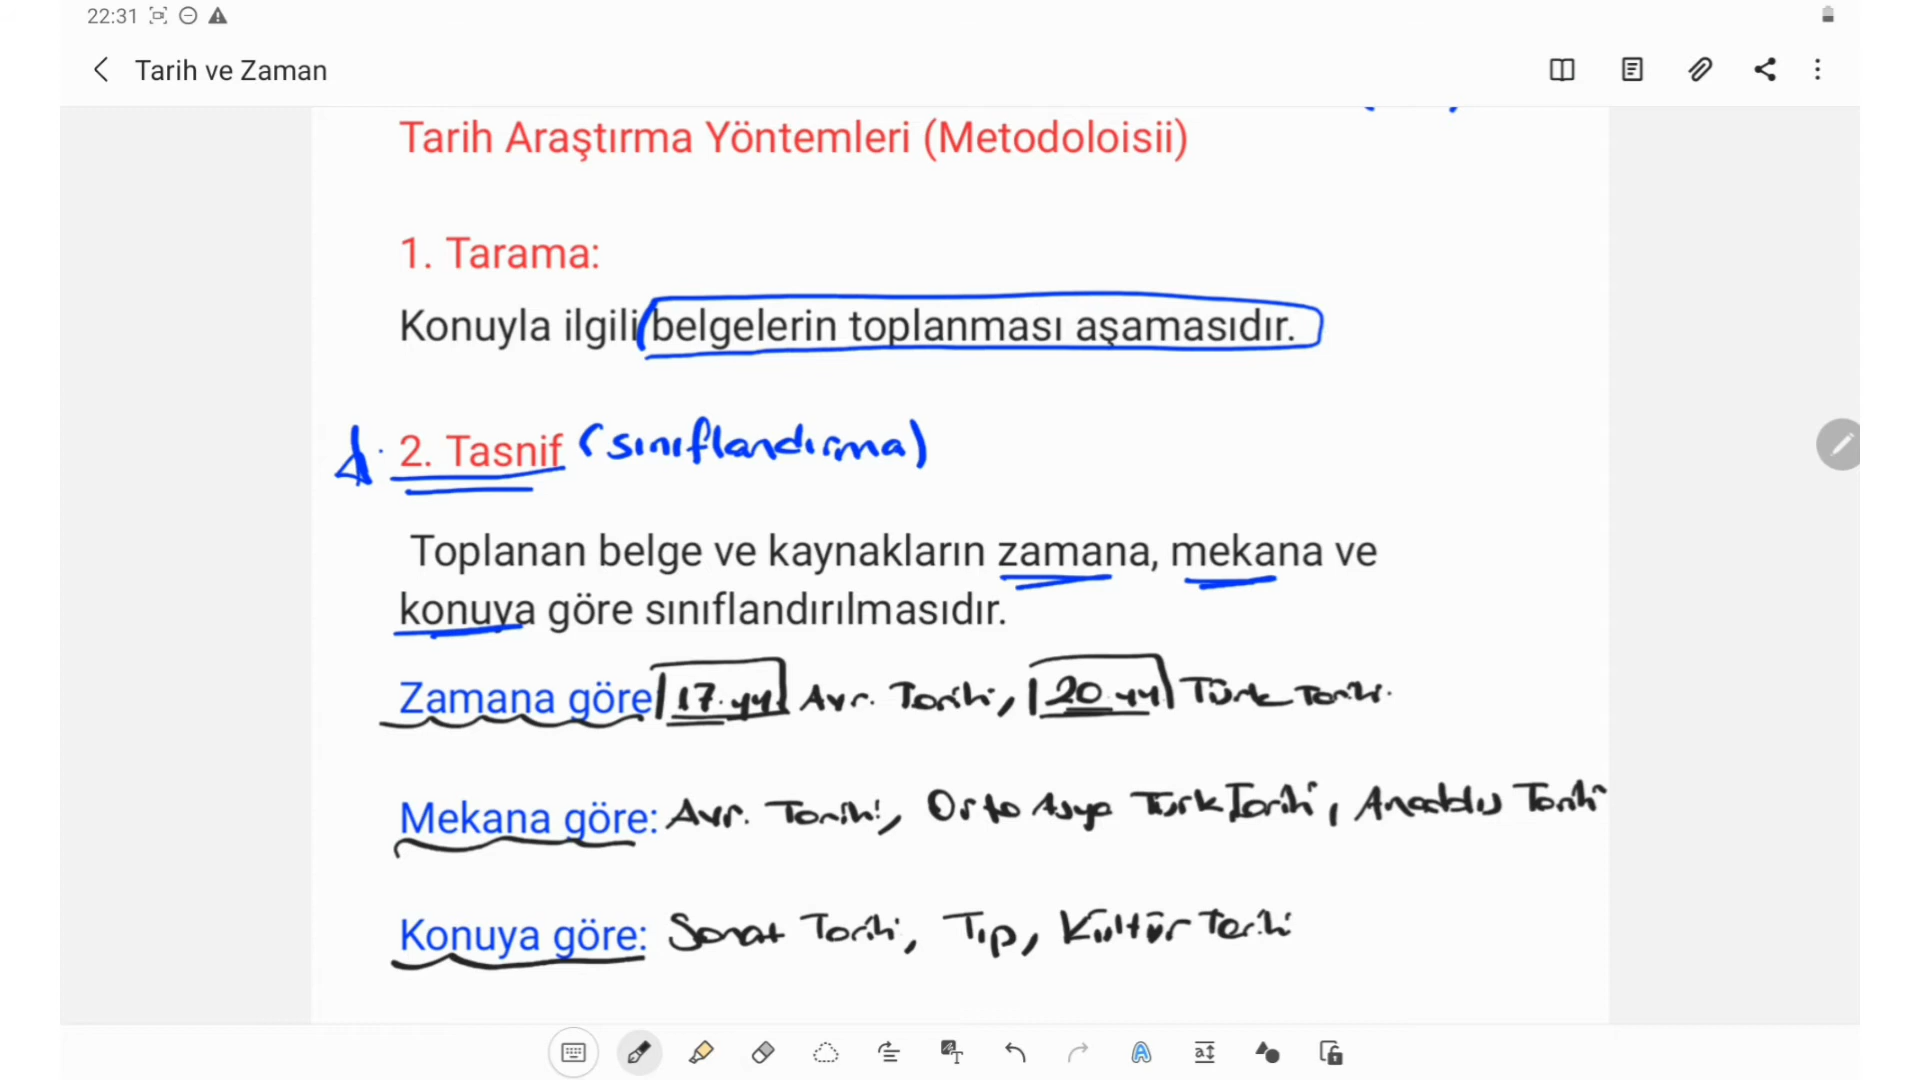 22:31
Tarih ve Zaman
Tarih Araştırma Yöntemleri (Metodoloisii)
1. Tarama:
Konuyla ilgili belgelerin toplanması aşamasıdır.
2. Tasnif (sınıflandırma)
Toplanan belge ve kaynakların zamana, mekana ve
konuya göre sınıflandırılmasıdır.
Zamana göre 17. yy. Avr. Tarihi, 20. yy Türk Tarihi.
Mekana göre: Avr. Tarihi, Orta Asya Türk Tarihi, Anadolu Tarihi
Konuya göre: Sanat Tarihi, Tıp, Kültür Tarihi